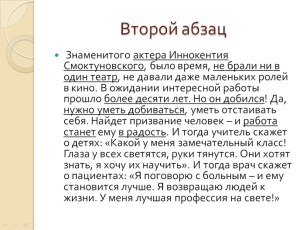 Второй абзац
• Знаменитого актера Иннокентия
Смоктуновского, было время, не брали ни в
один театр, не давали даже маленьких ролей
в кино. В ожидании интересной работы
прошло более десяти лет. Но он добился! Да,
нужно уметь добиваться, уметь отстаивать
себя. Найдет призвание человек – и работа
станет ему в радость. И тогда учитель скажет
о детях: «Какой у меня замечательный класс!
Глаза у всех светятся, руки тянутся. Они хотят
знать, я хочу их научить». И тогда врач скажет
о пациентах: «Я поговорю с больным – и ему
становится лучше. Я возвращаю людей к
жизни. У меня лучшая профессия на свете!»